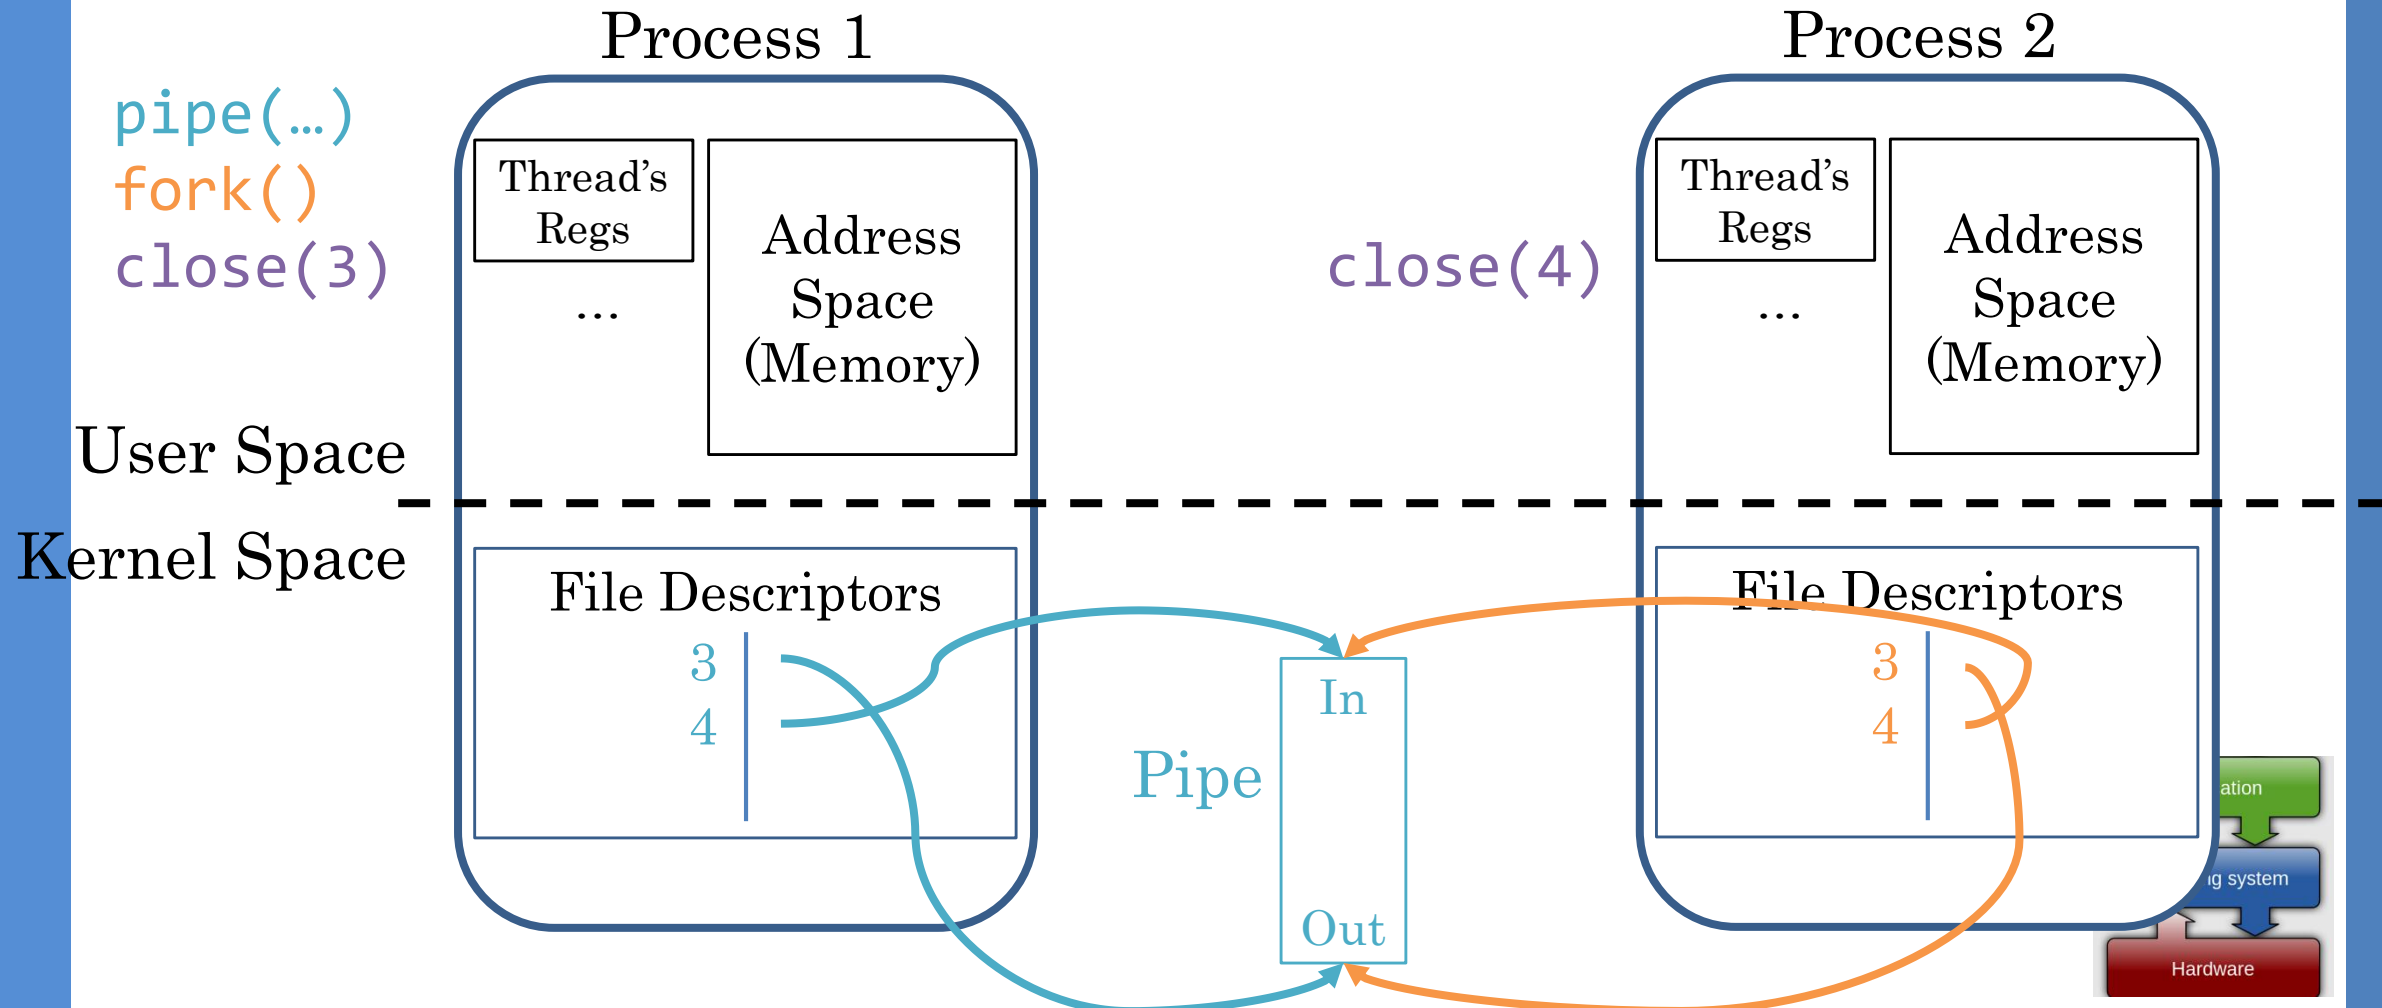 Process 1
Process 2
pipe(…)
fork()
close(3)
Thread's
Regs
...
Address
Space
(Memory)
close(4)
Thread's
Regs
...
Address
Space
(Memory)
User Space
Kernel Space
File Descriptors
3
4
Pipe
In
Out
File Descriptors
3
4
ation
ng system
Hardware